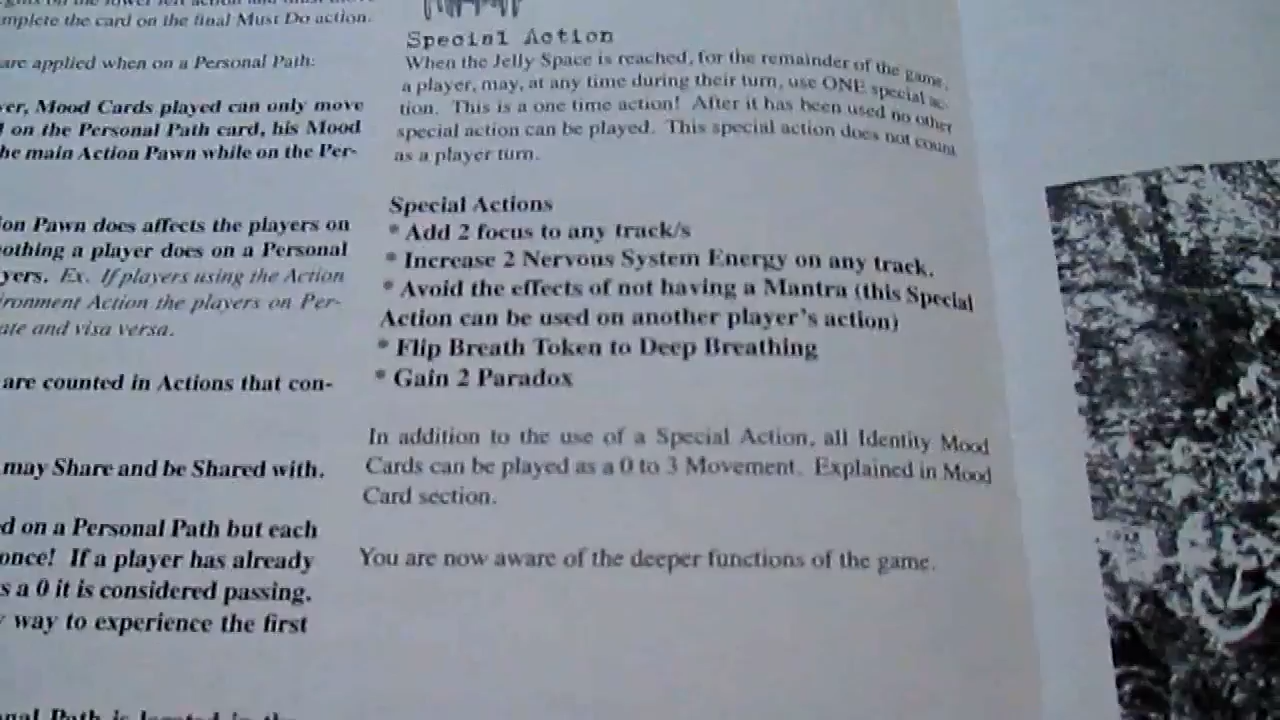 mplete the card on the final Must Do action.
are applied when on a Personal Path:
ver, Mood Cards played can only move
on the Personal Path card, his Mood
he main Action Pawn while on the Per-
ion Pawn does affects the players on
nothing a player does on a Personal
yers. Ex. If players using the Action
ironment Action the players on Per-
ate and visa versa.
are counted in Actions that con-
may Share and be Shared with.
d on a Personal Path but each
once! If a player has already
s a 0 it is considered passing.
way to experience the first
Special Action
When the Jelly Space is reached, for the remainder of the game,
a player, may, at any time during their turn, use ONE special ac-
tion. This is a one time action! After it has been used no other
special action can be played. This special action does not count
as a player turn.
Special Actions
* Add 2 focus to any track/s
* Increase 2 Nervous System Energy on any track.
* Avoid the effects of not having a Mantra (this Special
Action can be used on another player's action)
* Flip Breath Token to Deep Breathing
* Gain 2 Paradox
In addition to the use of a Special Action, all Identity Mood
Cards can be played as a 0 to 3 Movement. Explained in Mood
Card section.
You are now aware of the deeper functions of the game.